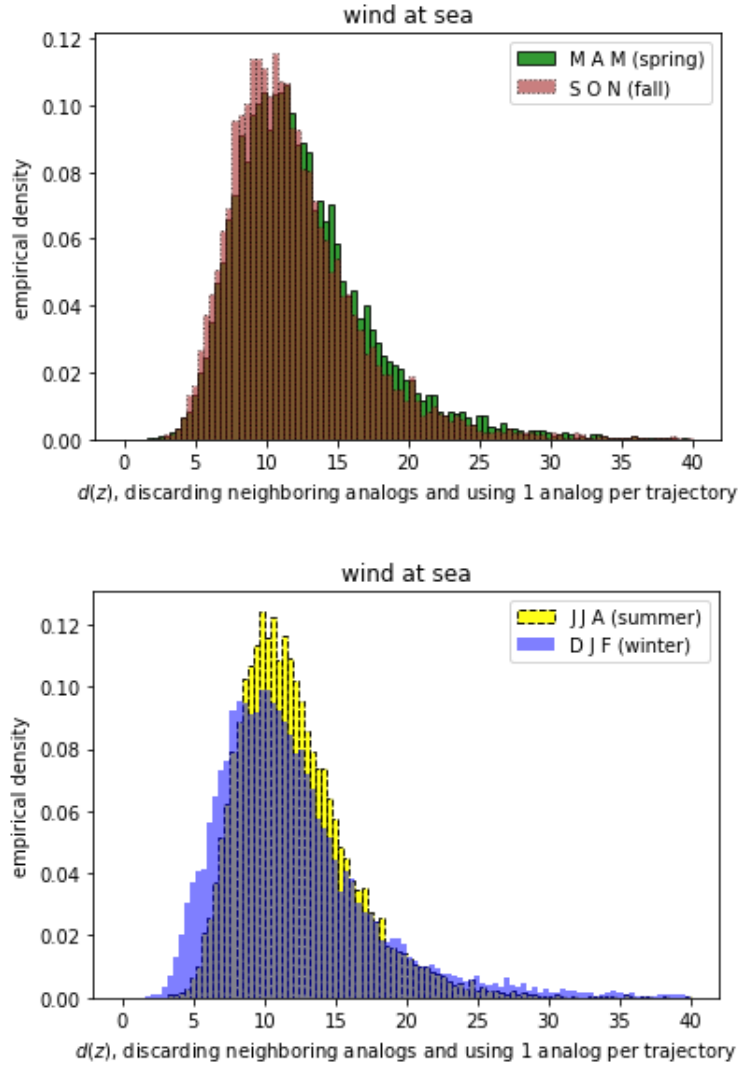 wind at sea
0.12
M A M (spring)
S O N (fall)
0.10
0.08
0.06
0.04
0.02
0.00
empirical density
0 5 10 15 20 25 30 35 40
d(z), discarding neighboring analogs and using 1 analog per trajectory
wind at sea
J J A (summer)
D J F (winter)
0.12
0.10
0.08
0.06
0.04
0.02
0.00
empirical density
0 5 10 15 20 25 30 35 40
d(z), discarding neighboring analogs and using 1 analog per trajectory